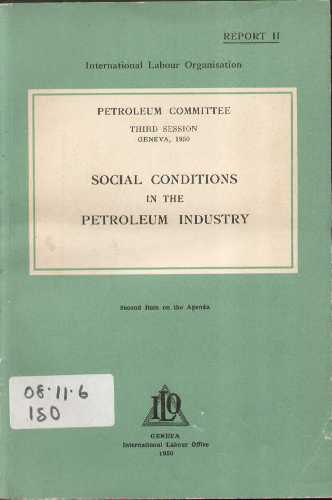 REPORT II
International Labour Organisation
PETROLEUM COMMITTEE
THIRD SESSION
GENEVA, 1950
SOCIAL CONDITIONS
IN THE
PETROLEUM INDUSTRY
Second Item on the Agenda
08·11·6
ISO
ILO
GENEVA
International Labour Office
1950